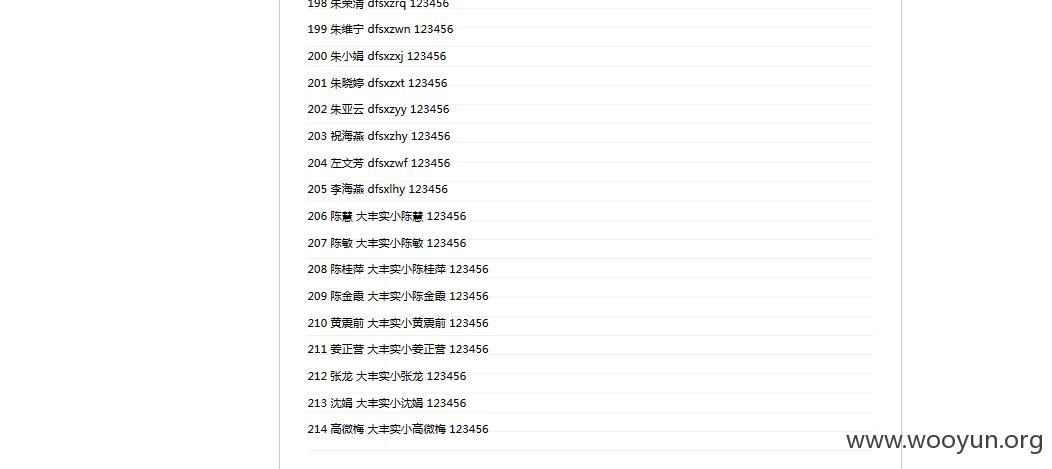 198 朱荣清 dfsxzrq 123456
199 朱维宁 dfsxzwn 123456
200 朱小娟 dfsxzxj 123456
201 朱晓婷 dfsxzxt 123456
202 朱亚云 dfsxzyy 123456
203 祝海燕 dfsxzhy 123456
204 左文芳 dfsxzwf 123456
205 李海燕 dfsxlhy 123456
206 陈慧 大丰实小陈慧 123456
207 陈敏 大丰实小陈敏 123456
208 陈桂萍 大丰实小陈桂萍 123456
209 陈金霞 大丰实小陈金霞 123456
210 黄震前 大丰实小黄震前 123456
211 姜正营 大丰实小姜正营 123456
212 张龙 大丰实小张龙 123456
213 沈娟 大丰实小沈娟 123456
214 高微梅 大丰实小高微梅 123456
www.wooyun.org